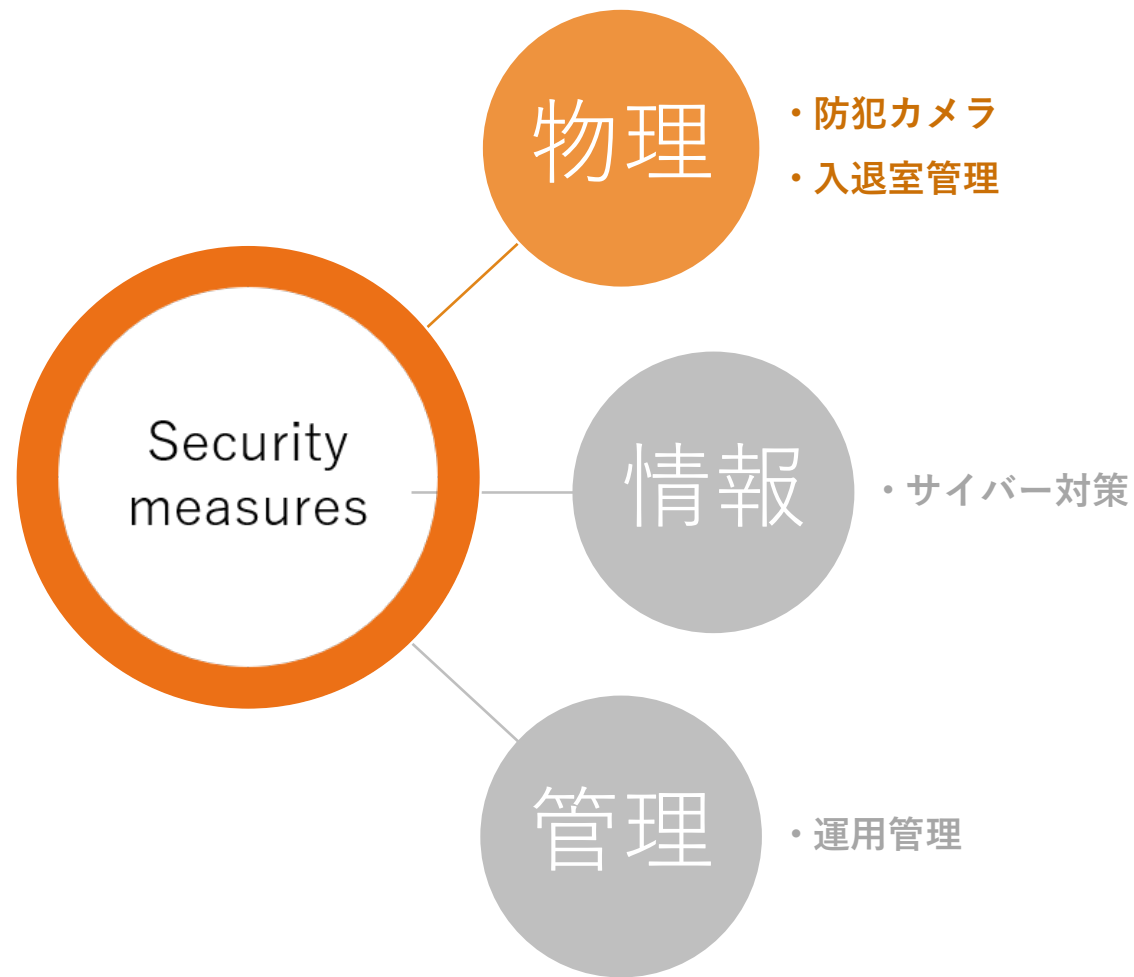 物理
・防犯カメラ
・入退室管理
Security
measures
情報
・サイバー対策
管理
・運用管理